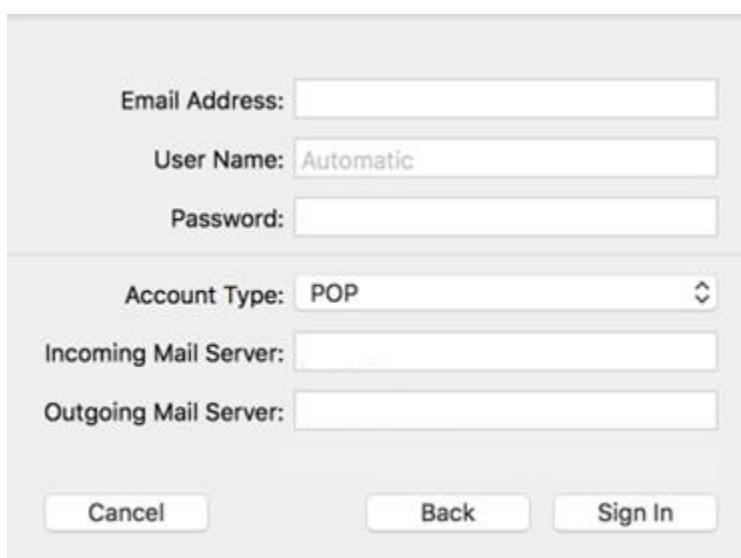 Email Address:
User Name: Automatic
Password:
Account Type: POP
Incoming Mail Server:
Outgoing Mail Server:
Cancel Back Sign In